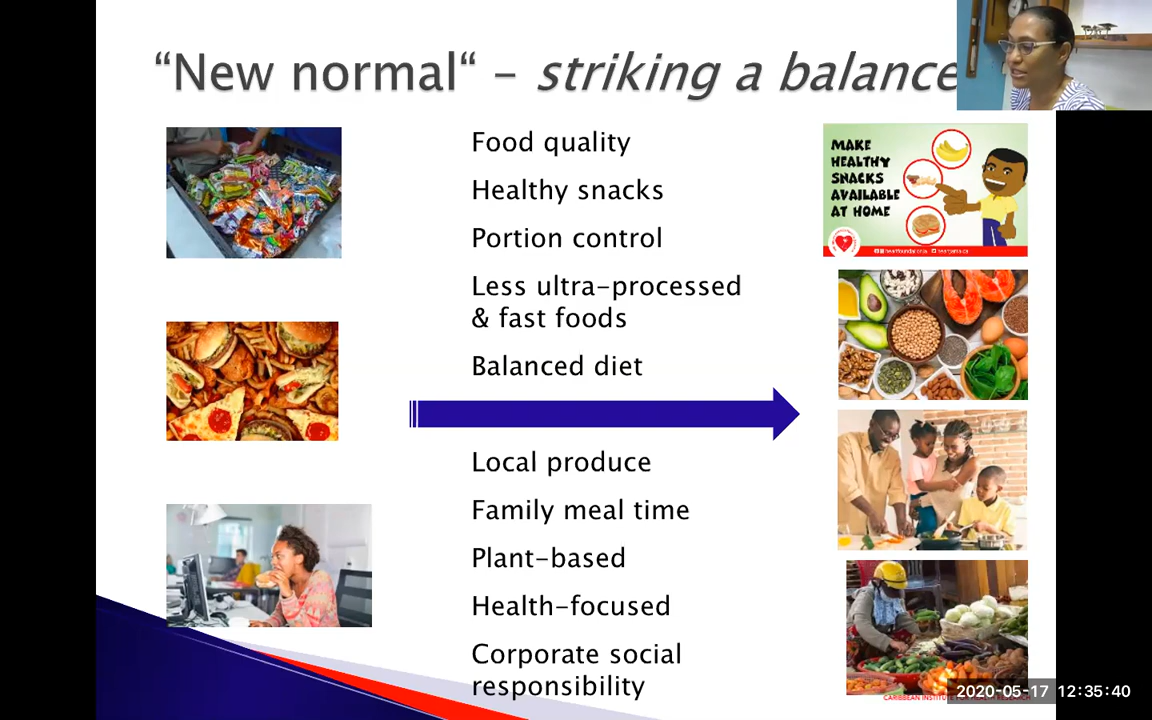 “New normal“ – striking a balance
Food quality
Healthy snacks
Portion control
Less ultra-processed
& fast foods
Balanced diet
Local produce
Family meal time
Plant-based
Health-focused
Corporate social
responsibility
MAKE
HEALTHY
SNACKS
AVAILABLE
AT HOME
CARIBBEAN INSTITUTE
2020-05-17 12:35:40